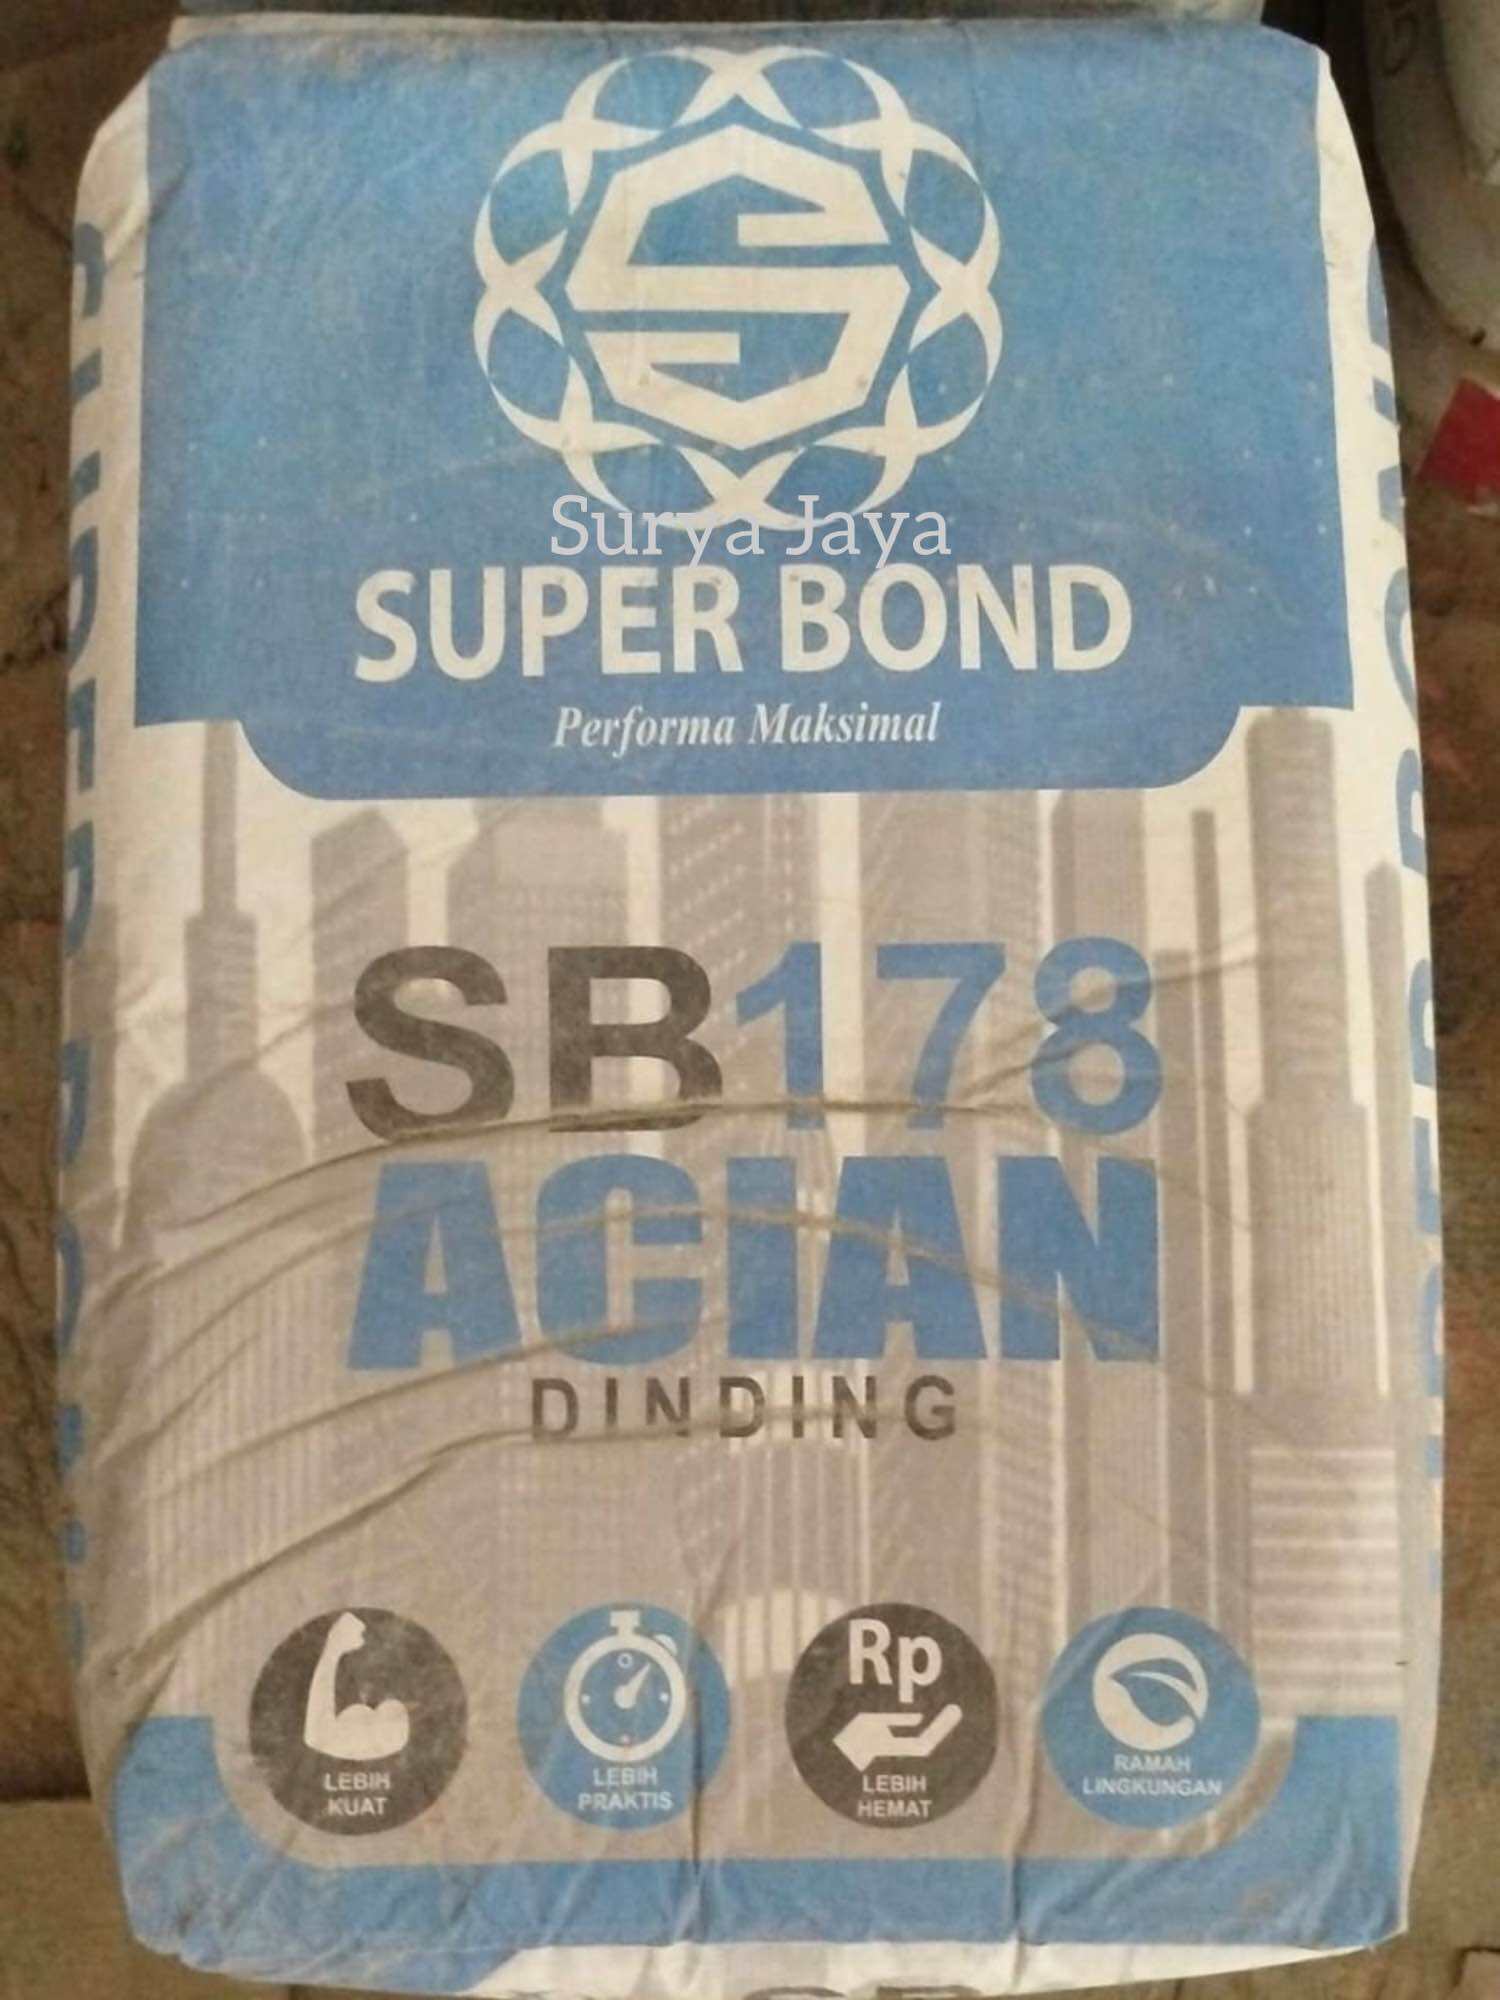 Surya Jaya
SUPER BOND
Performa Maksimal
SB178
ACIAN
DINDING
LEBIH
KUAT
LEBIH
PRAKTIS
Rp
LEBIH
HEMAT
RAMAH
LINGKUNGAN